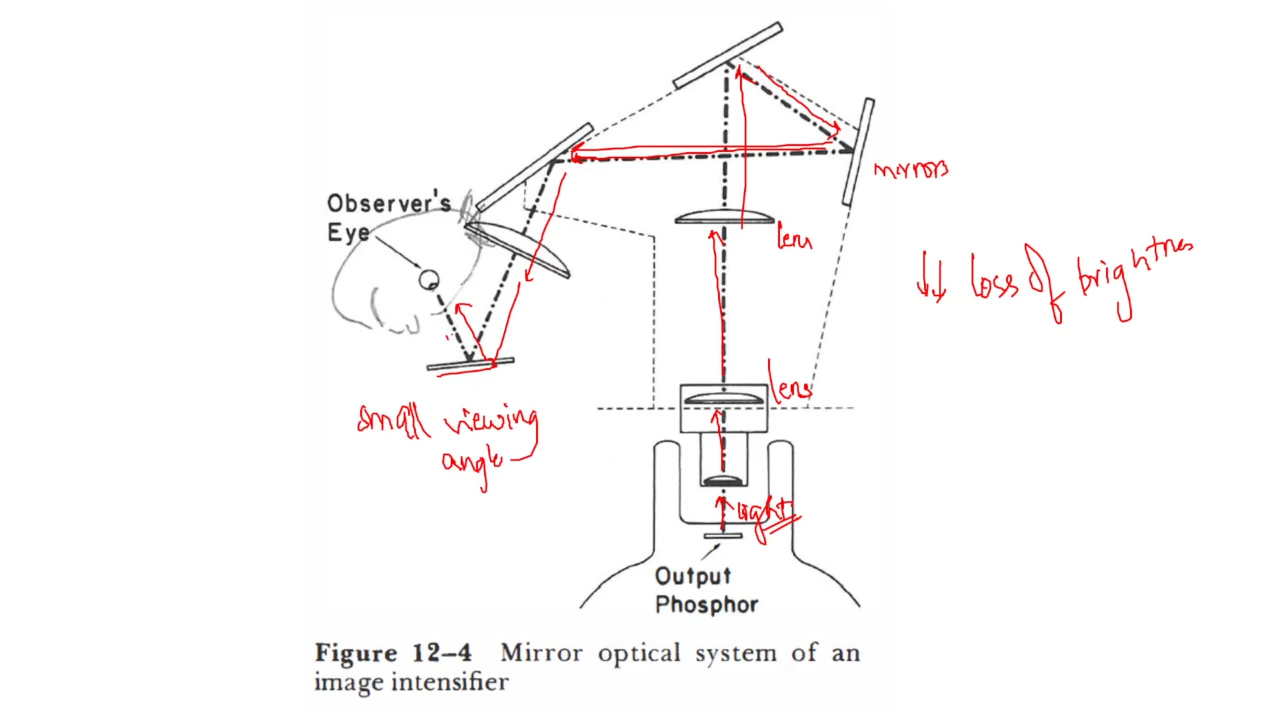 mirrors
Observer's
Eye
lens
↓↓ loss of brightness
lens
small viewing
angle
light
Output
Phosphor
Figure 12–4 Mirror optical system of an
image intensifier